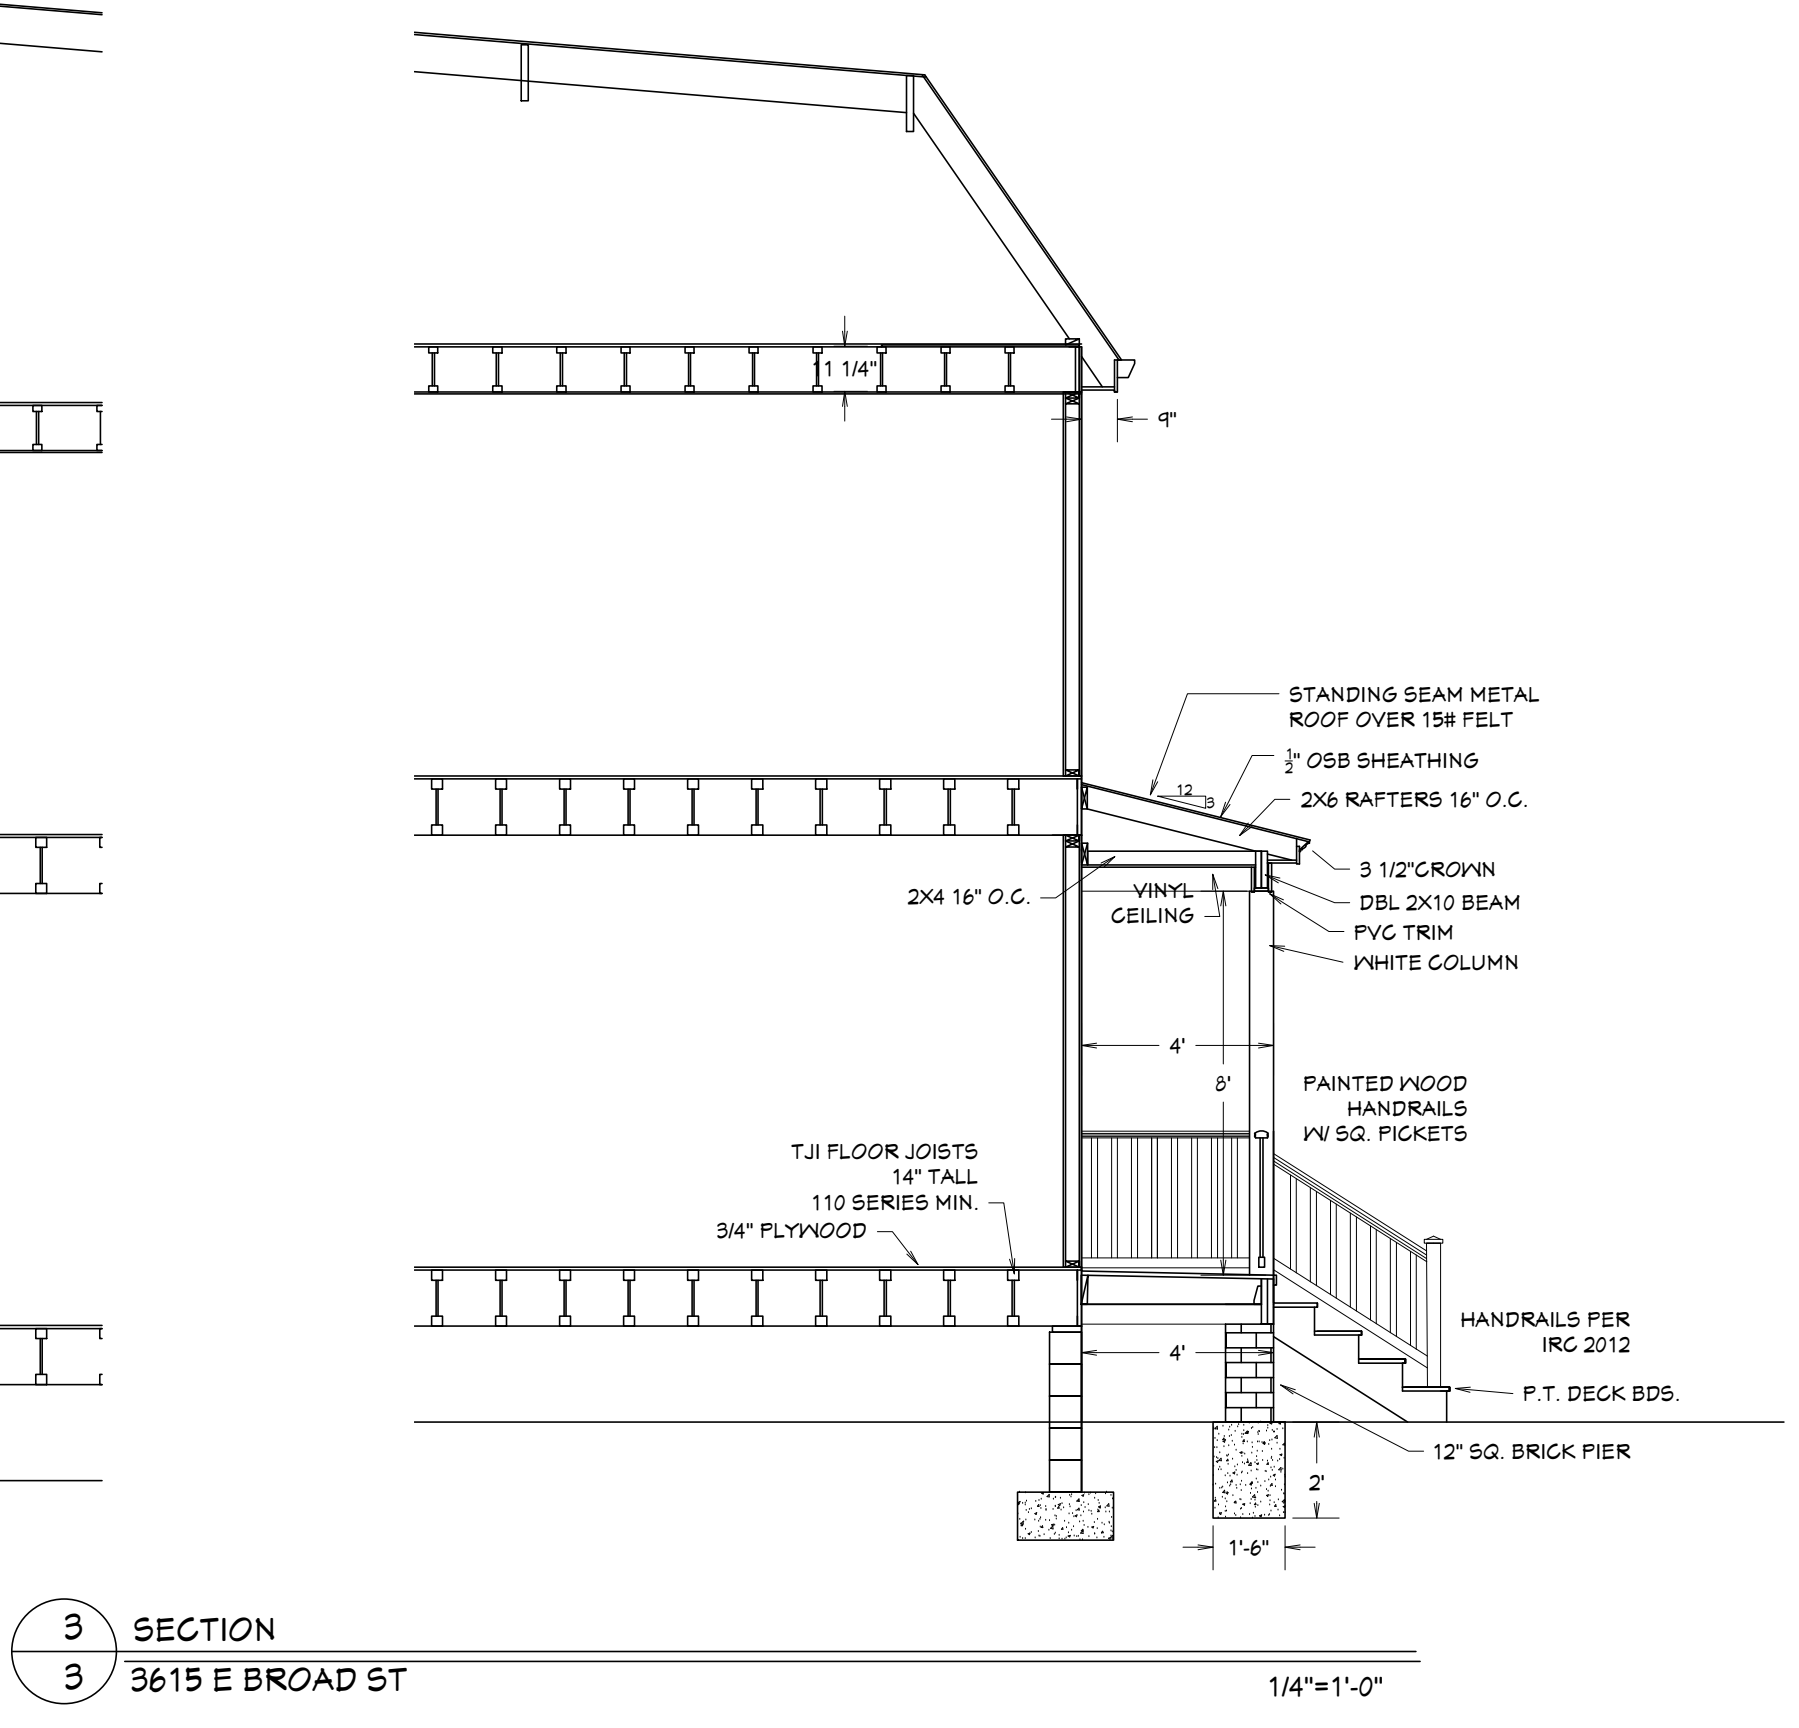 11 1/4"
9"
STANDING SEAM METAL
ROOF OVER 15# FELT
1/2" OSB SHEATHING
12
3
2X6 RAFTERS 16" O.C.
3 1/2"CROWN
2X4 16" O.C.
VINYL
CEILING
DBL 2X10 BEAM
PVC TRIM
WHITE COLUMN
4'
8'
PAINTED WOOD
HANDRAILS
W/ SQ. PICKETS
TJI FLOOR JOISTS
14" TALL
110 SERIES MIN.
3/4" PLYWOOD
HANDRAILS PER
IRC 2012
4'
P.T. DECK BDS.
12" SQ. BRICK PIER
2'
1'-6"
3
SECTION
3
3615 E BROAD ST
1/4"=1'-0"